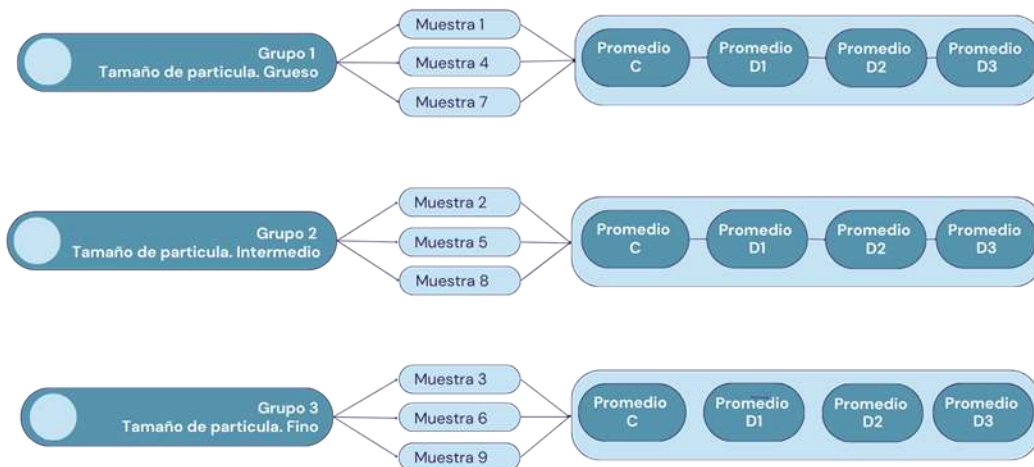 Grupo 1
Tamaño de particula. Grueso
Muestra 1
Muestra 4
Muestra 7
Promedio
C
Promedio
D1
Promedio
D2
Promedio
D3
Grupo 2
Tamaño de particula. Intermedio
Muestra 2
Muestra 5
Muestra 8
Promedio
C
Promedio
D1
Promedio
D2
Promedio
D3
Grupo 3
Tamaño de particula. Fino
Muestra 3
Muestra 6
Muestra 9
Promedio
C
Promedio
D1
Promedio
D2
Promedio
D3